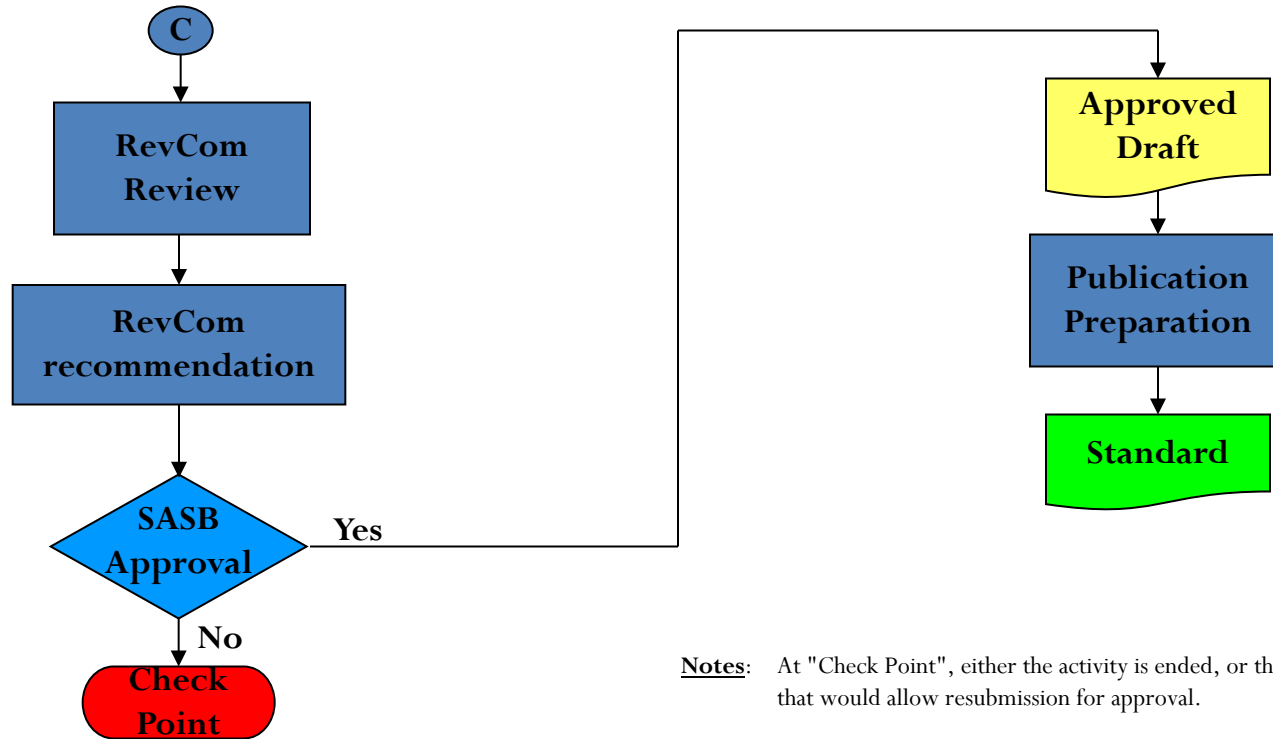 C
RevCom
Review
RevCom
recommendation
SASB
Approval
Yes
No
Check
Point
Approved
Draft
Publication
Preparation
Standard
Notes: At "Check Point", either the activity is ended, or
that would allow resubmission for approval.